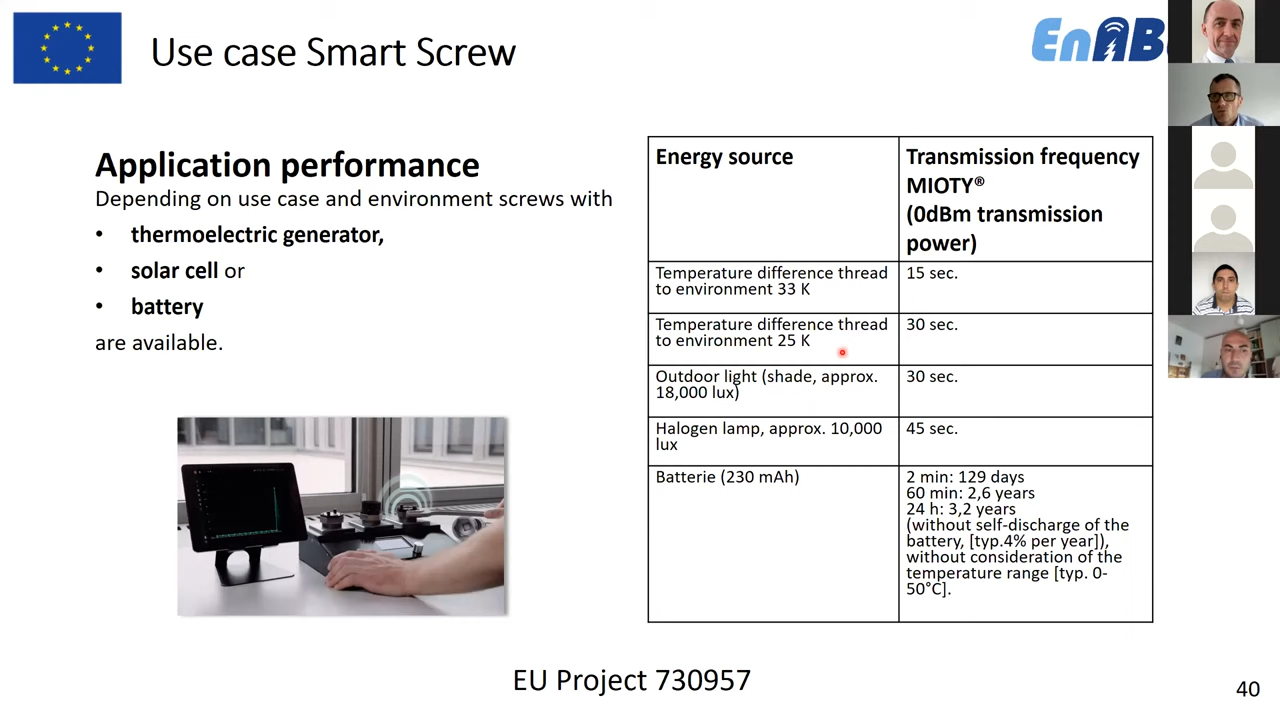 Use case Smart Screw
EnAB
Application performance
Depending on use case and environment screws with
• thermoelectric generator,
• solar cell or
• battery
are available.
Energy source
Transmission frequency
MIOTY®
(0dBm transmission
power)
Temperature difference thread
to environment 33 K
15 sec.
Temperature difference thread
to environment 25 K
30 sec.
Outdoor light (shade, approx.
18,000 lux)
30 sec.
Halogen lamp, approx. 10,000
lux
45 sec.
Batterie (230 mAh)
2 min: 129 days
60 min: 2,6 years
24 h: 3,2 years
(without self-discharge of the
battery, [typ.4% per year]),
without consideration of the
temperature range [typ. 0-
50°C].
EU Project 730957
40